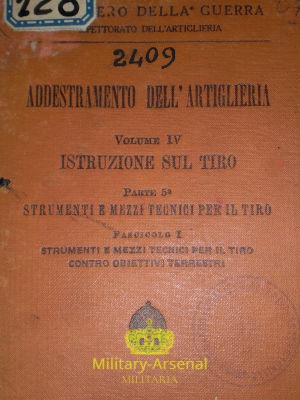 128
ERO DELLA GUERRA
PETTORATO DELL'ARTIGLIERIA
2409
ADDESTRAMENTO DELL'ARTIGLIERIA
VOLUME IV
ISTRUZIONE SUL TIRO
PARTE 5ª
STRUMENTI E MEZZI TECNICI PER IL TIRO
FASCICOLO I
STRUMENTI E MEZZI TECNICI PER IL TIRO
CONTRO OBIETTIVI TERRESTRI
Military-Arsenal
MILITARIA